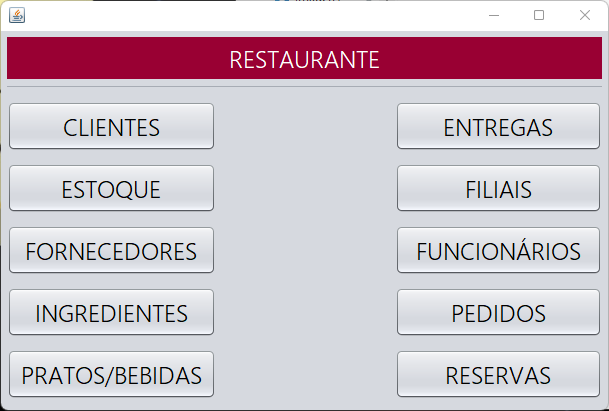 RESTAURANTE
CLIENTES
ENTREGAS
ESTOQUE
FILIAIS
FORNECEDORES
FUNCIONÁRIOS
INGREDIENTES
PEDIDOS
PRATOS/BEBIDAS
RESERVAS